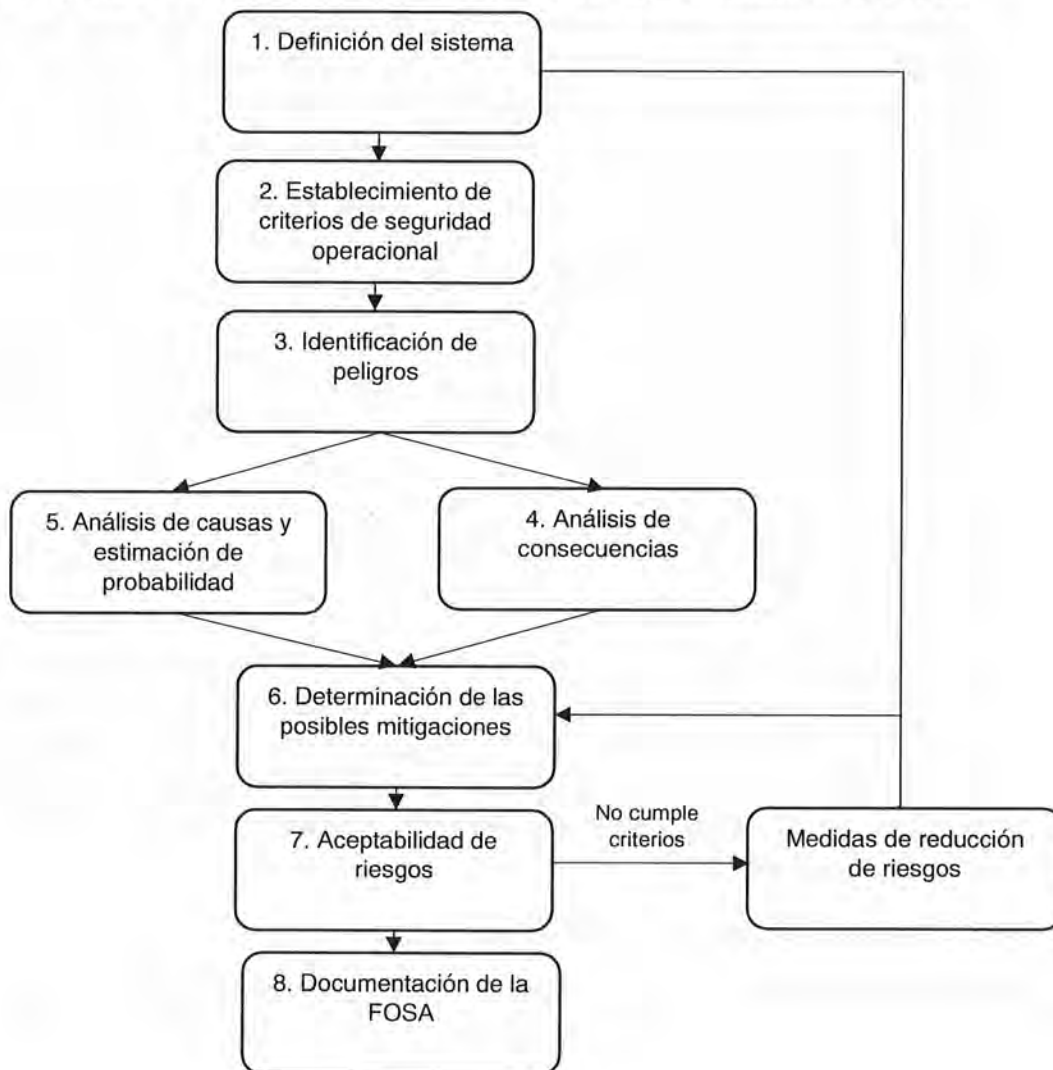 1. Definición del sistema
2. Establecimiento de
criterios de seguridad
operacional
3. Identificación de
peligros
5. Análisis de causas y
estimación de
probabilidad
4. Análisis de
consecuencias
6. Determinación de las
posibles mitigaciones
7. Aceptabilidad de
riesgos
No cumple
criterios
Medidas de reducción
de riesgos
8. Documentación de la
FOSA